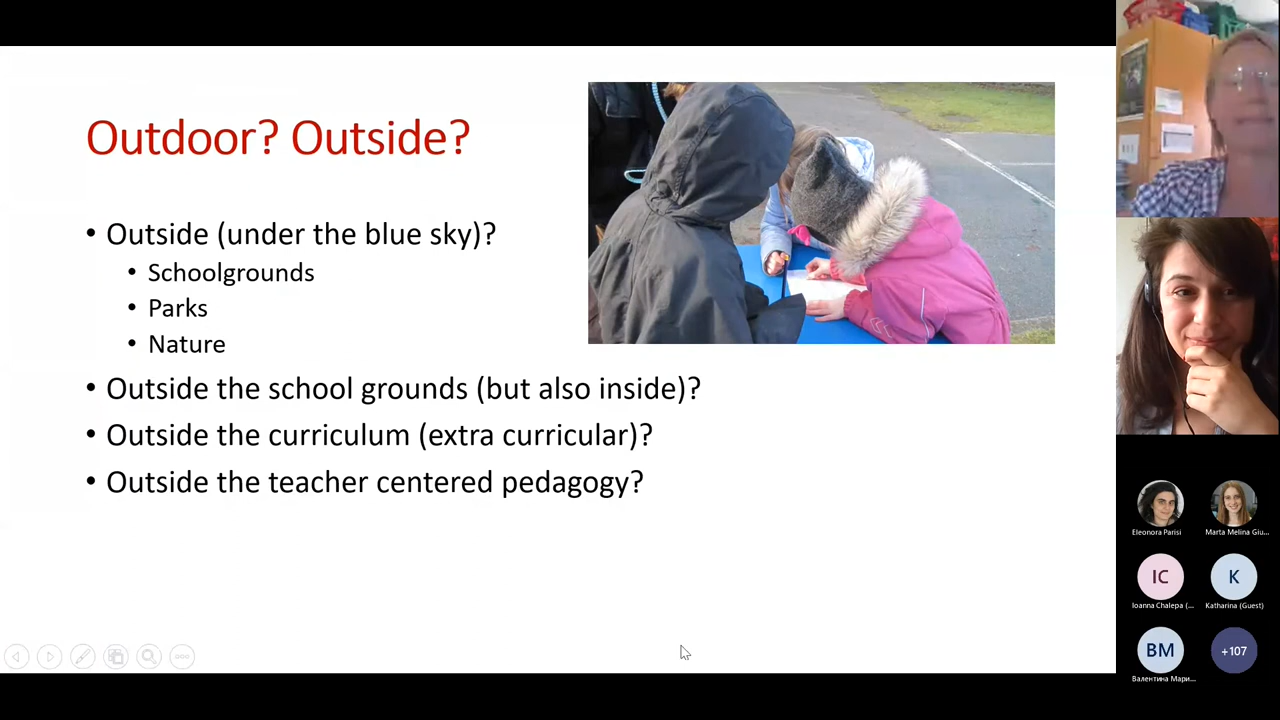 Outdoor? Outside?
• Outside (under the blue sky)?
• Schoolgrounds
• Parks
• Nature
• Outside the school grounds (but also inside)?
• Outside the curriculum (extra curricular)?
• Outside the teacher centered pedagogy?
Eleonora Parisi
Marta Melina Giu...
IC
K
Ioanna Chalepa (...
Katharina (Guest)
BM
+107
Валентина Мари...